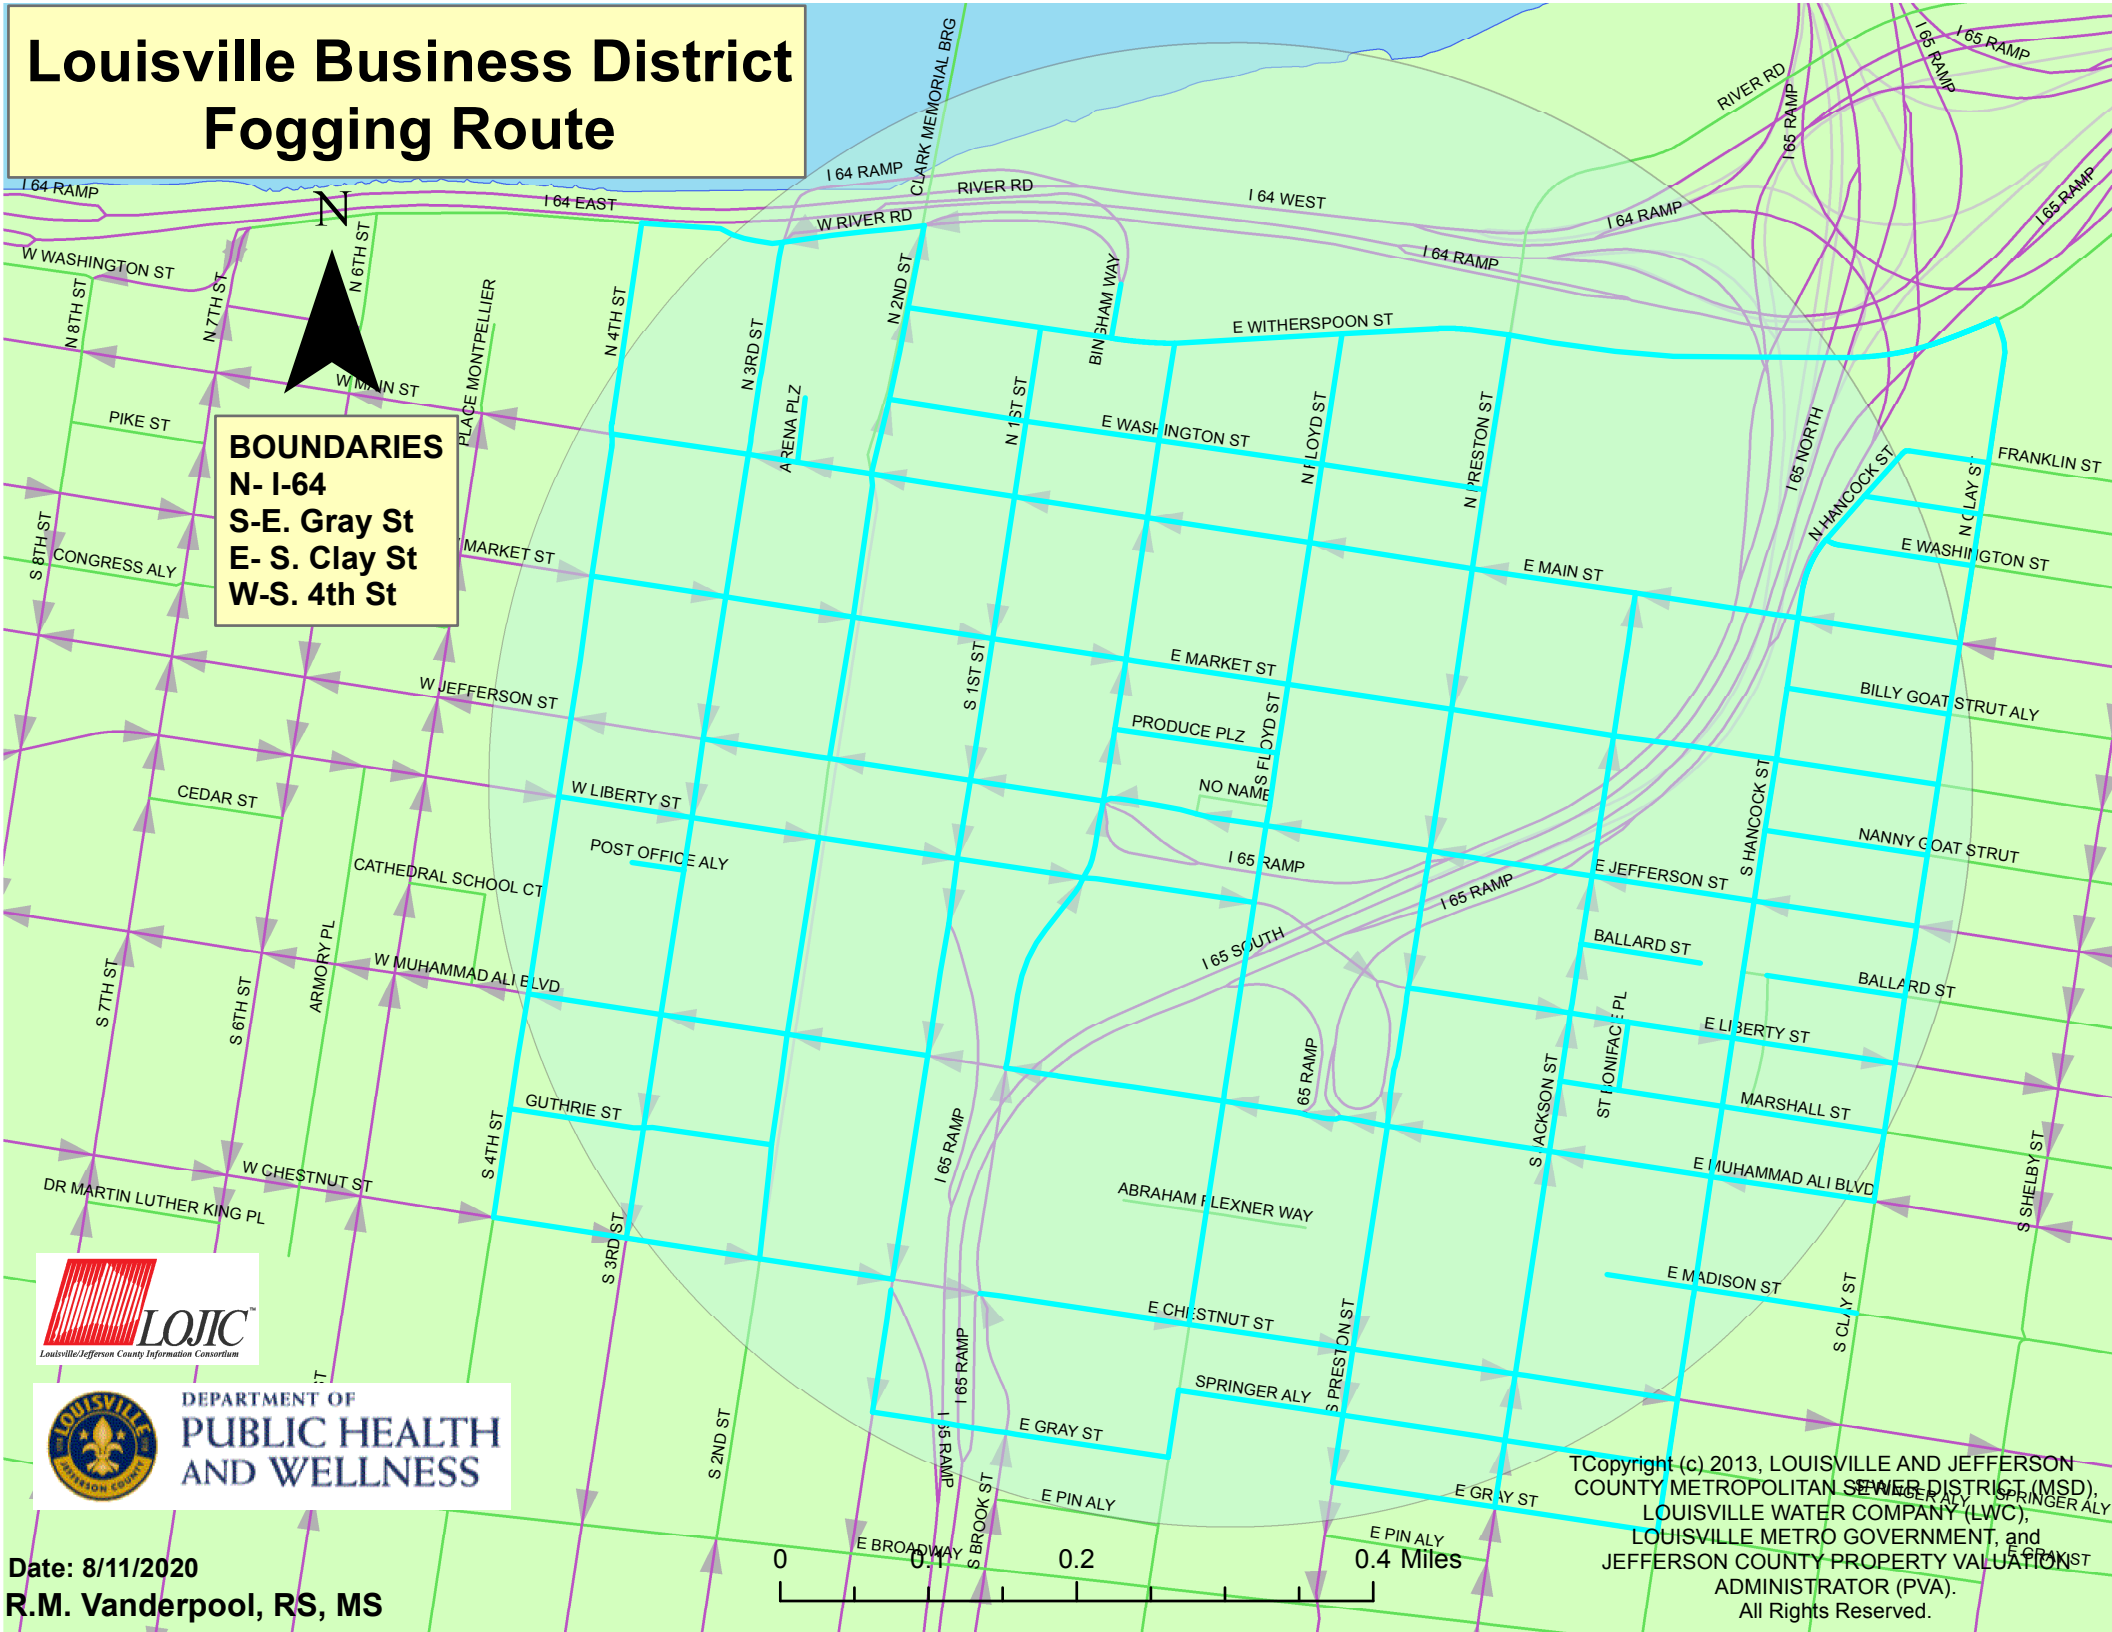 Louisville Business District
Fogging Route
CLARK MEMORIAL BRG
I 65 RAMP
I 65 RAMP
RIVER RD
I 65 RAMP
I 64 RAMP
I 64 RAMP
RIVER RD
I 64 EAST
I 64 WEST
I 64 RAMP
I 65 RAMP
N
W RIVER RD
I 64 RAMP
W WASHINGTON ST
N 8TH ST
N 7TH ST
N 6TH ST
PLACE MONTPELLIER
N 4TH ST
N 3RD ST
N 2ND ST
BINGHAM WAY
E WITHERSPOON ST
W MAIN ST
PIKE ST
ARENA PLZ
N 1ST ST
E WASHINGTON ST
N FLOYD ST
N PRESTON ST
I 65 NORTH
N HANCOCK ST
FRANKLIN ST
N CLAY ST
E WASHINGTON ST
BOUNDARIES
N- I-64
S-E. Gray St
E- S. Clay St
W-S. 4th St
S 8TH ST
CONGRESS ALY
MARKET ST
E MAIN ST
W JEFFERSON ST
S 1ST ST
E MARKET ST
S FLOYD ST
BILLY GOAT STRUT ALY
PRODUCE PLZ
NO NAME
CEDAR ST
W LIBERTY ST
POST OFFICE ALY
I 65 RAMP
I 65 RAMP
E JEFFERSON ST
S HANCOCK ST
NANNY GOAT STRUT
CATHEDRAL SCHOOL CT
W MUHAMMAD ALI BLVD
ARMORY PL
S 7TH ST
S 6TH ST
I 65 SOUTH
BALLARD ST
BALLARD ST
E LIBERTY ST
ST BONIFACE PL
65 RAMP
S JACKSON ST
MARSHALL ST
GUTHRIE ST
S 4TH ST
I 65 RAMP
W CHESTNUT ST
DR MARTIN LUTHER KING PL
S 3RD ST
ABRAHAM FLEXNER WAY
E MUHAMMAD ALI BLVD
S SHELBY ST
E MADISON ST
S CLAY ST
E CHESTNUT ST
S PRESTON ST
I 65 RAMP
SPRINGER ALY
LOJIC™
Louisville/Jefferson County Information Consortium
ST
LOUISVILLE
JEFFERSON COUNTY
DEPARTMENT OF
PUBLIC HEALTH
AND WELLNESS
S 2ND ST
I 65 RAMP
E GRAY ST
S BROOK ST
E PIN ALY
E GRAY ST
E PIN ALY
SPRINGER ALY
SPRINGER ALY
E GRAY ST
E BROADWAY
0 0.1 0.2 0.4 Miles
TCopyright (c) 2013, LOUISVILLE AND JEFFERSON
COUNTY METROPOLITAN SEWER DISTRICT (MSD),
LOUISVILLE WATER COMPANY (LWC),
LOUISVILLE METRO GOVERNMENT, and
JEFFERSON COUNTY PROPERTY VALUATION
ADMINISTRATOR (PVA).
All Rights Reserved.
Date: 8/11/2020
R.M. Vanderpool, RS, MS